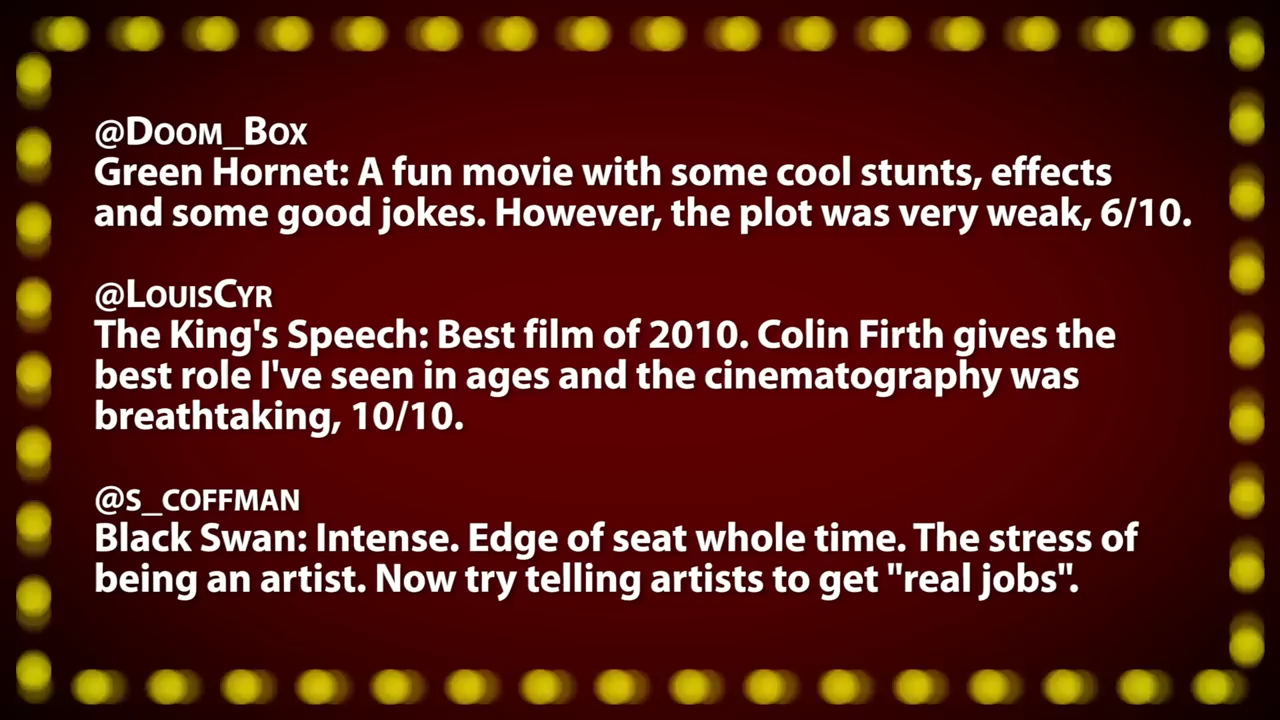 @Doom_Box
Green Hornet: A fun movie with some cool stunts, effects
and some good jokes. However, the plot was very weak, 6/10.
@LouisCyr
The King's Speech: Best film of 2010. Colin Firth gives the
best role I've seen in ages and the cinematography was
breathtaking, 10/10.
@s_coffman
Black Swan: Intense. Edge of seat whole time. The stress of
being an artist. Now try telling artists to get "real jobs".